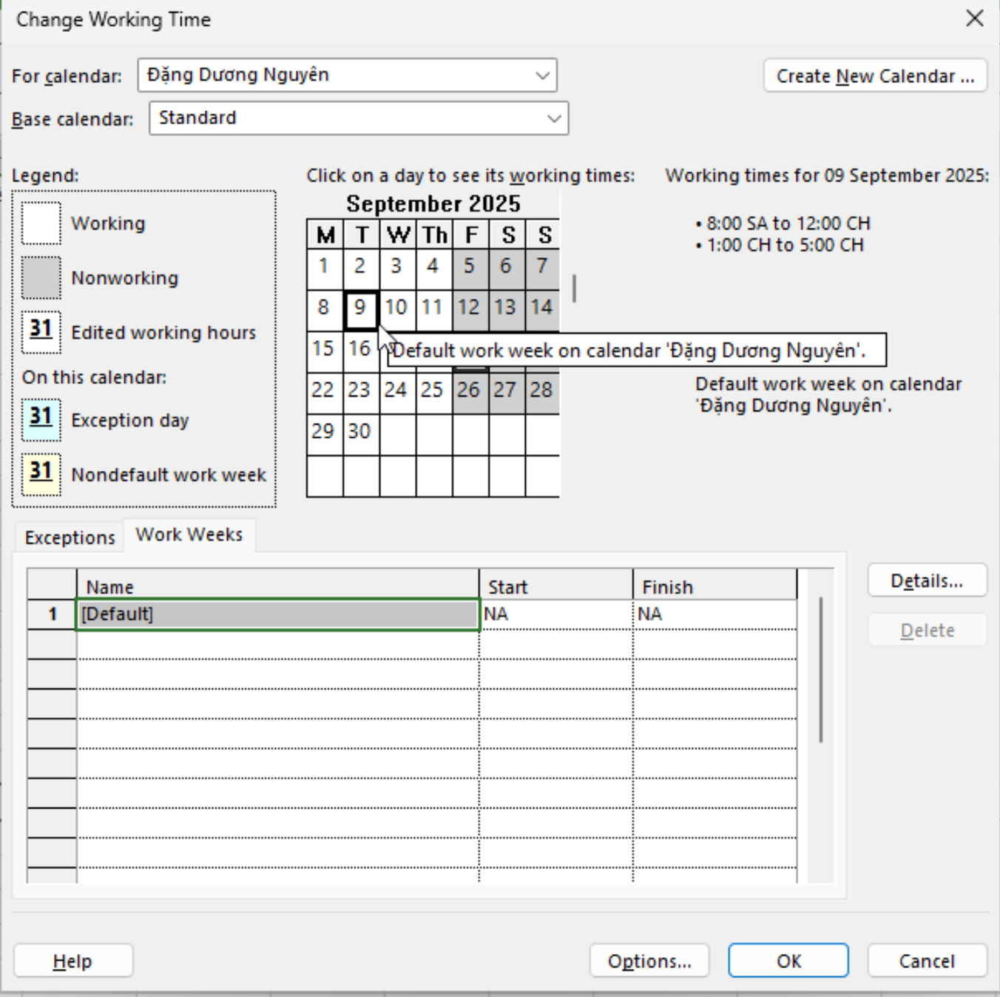 Change Working Time
For calendar: Đặng Dương Nguyên
Create New Calendar ...
Base calendar: Standard
Legend:
Working
Nonworking
31 Edited working hours
On this calendar:
31 Exception day
31 Nondefault work week
Click on a day to see its working times:
September 2025
M T W Th F S S
1 2 3 4 5 6 7
8 9 10 11 12 13 14
15 16
22 23 24 25 26 27 28
29 30
Default work week on calendar 'Đặng Dương Nguyên'.
Working times for 09 September 2025:
• 8:00 SA to 12:00 CH
• 1:00 CH to 5:00 CH
Default work week on calendar
'Đặng Dương Nguyên'.
Exceptions Work Weeks
Name Start Finish
1 [Default] NA NA
Details...
Delete
Help Options... OK Cancel